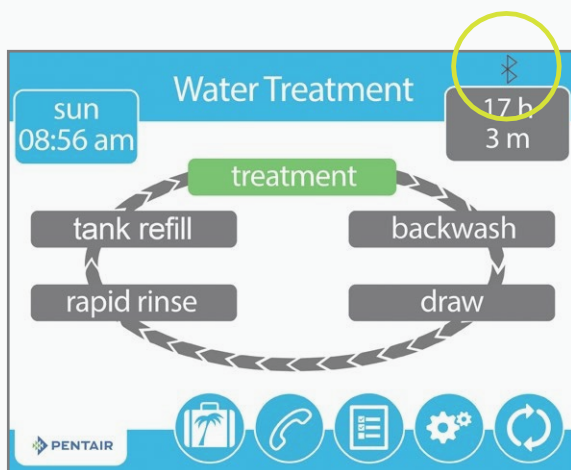 Water Treatment
sun
08:56 am
17 h
3 m
treatment
tank refill
backwash
rapid rinse
draw
PENTAIR